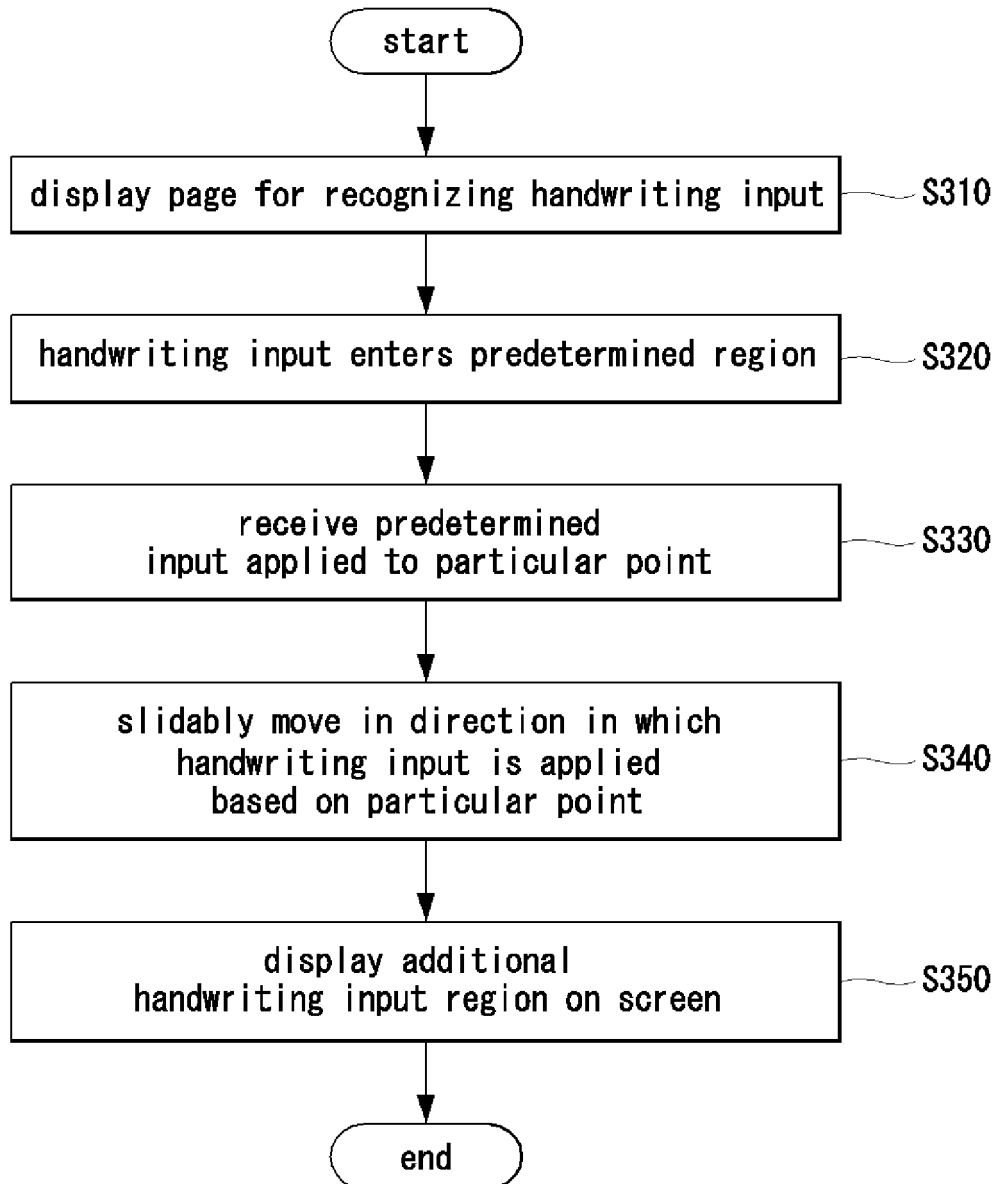 start
display page for recognizing handwriting input
S310
handwriting input enters predetermined region
S320
receive predetermined
input applied to particular point
S330
slidably move in direction in which
handwriting input is applied
based on particular point
S340
display additional
handwriting input region on screen
S350
end